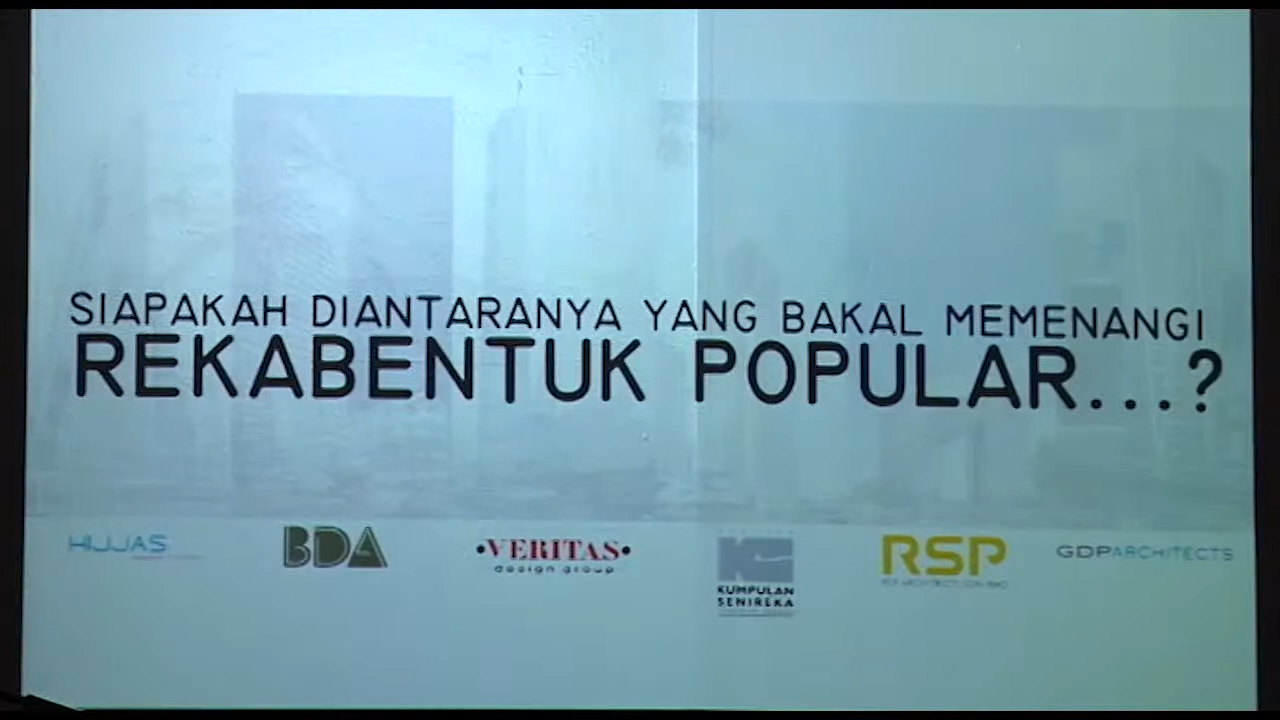 SIAPAKAH DIANTARANYA YANG BAKAL MEMENANGI
REKABENTUK POPULAR...?
HIJJAS
BDA
VERITAS
design group
KUMPULAN
SENIREKA
RSP
GDPARCHITECTS